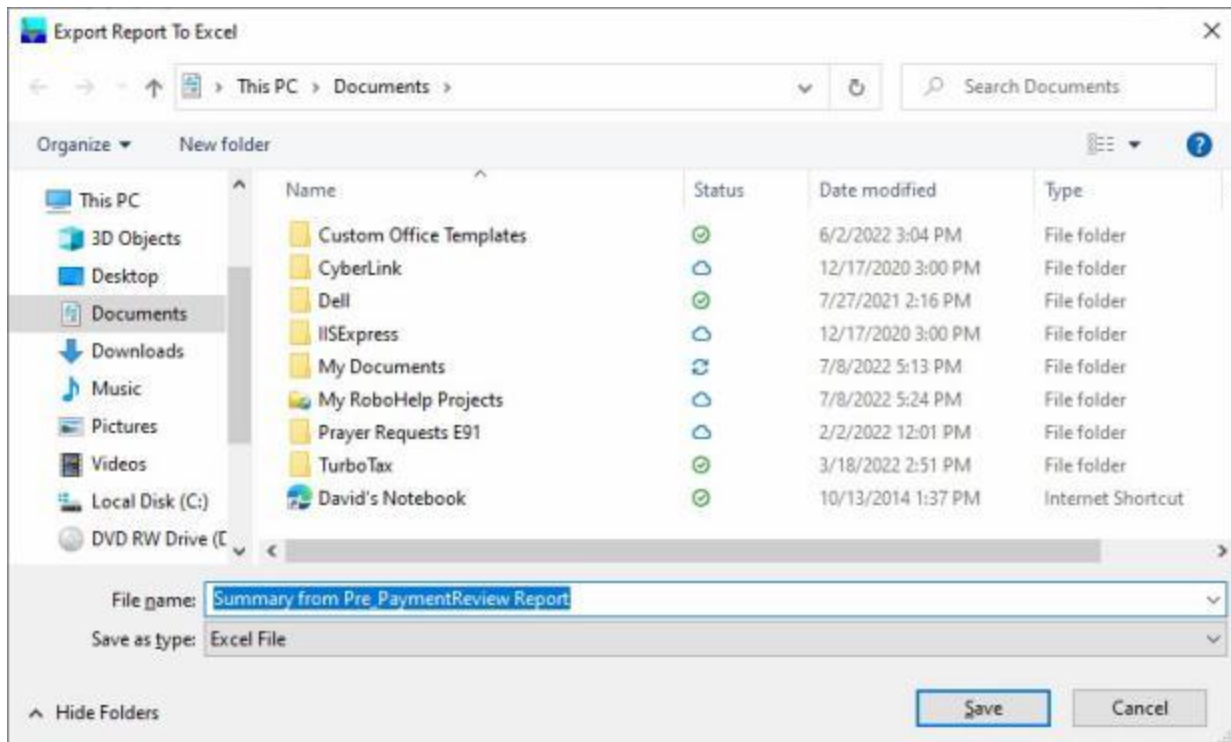 Export Report To Excel
This PC > Documents >
Search Documents
Organize
New folder
This PC
3D Objects
Desktop
Documents
Downloads
Music
Pictures
Videos
Local Disk (C:)
DVD RW Drive (D
Name Status Date modified Type
Custom Office Templates 6/2/2022 3:04 PM File folder
CyberLink 12/17/2020 3:00 PM File folder
Dell 7/27/2021 2:16 PM File folder
IISExpress 12/17/2020 3:00 PM File folder
My Documents 7/8/2022 5:13 PM File folder
My RoboHelp Projects 7/8/2022 5:24 PM File folder
Prayer Requests E91 2/2/2022 12:01 PM File folder
TurboTax 3/18/2022 2:51 PM File folder
David's Notebook 10/13/2014 1:37 PM Internet Shortcut
File name: Summary from Pre_PaymentReview Report
Save as type: Excel File
Hide Folders
Save
Cancel